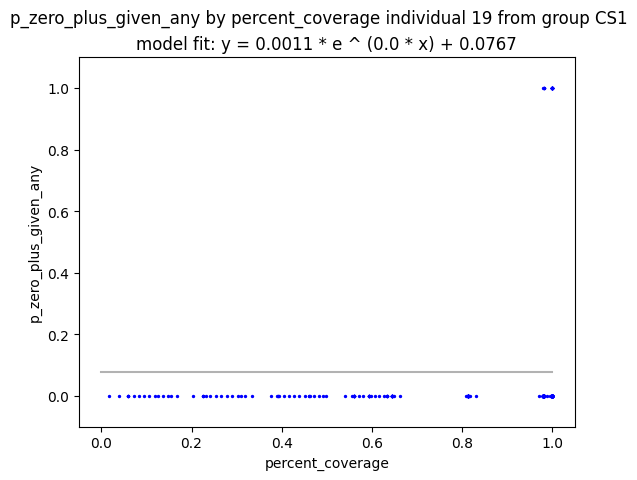 p_zero_plus_given_any by percent_coverage individual 19 from group CS1
model fit: y = 0.0011 * e ^ (0.0 * x) + 0.0767
1.0
0.8
0.6
0.4
0.2
0.0
p_zero_plus_given_any
0.0 0.2 0.4 0.6 0.8 1.0
percent_coverage